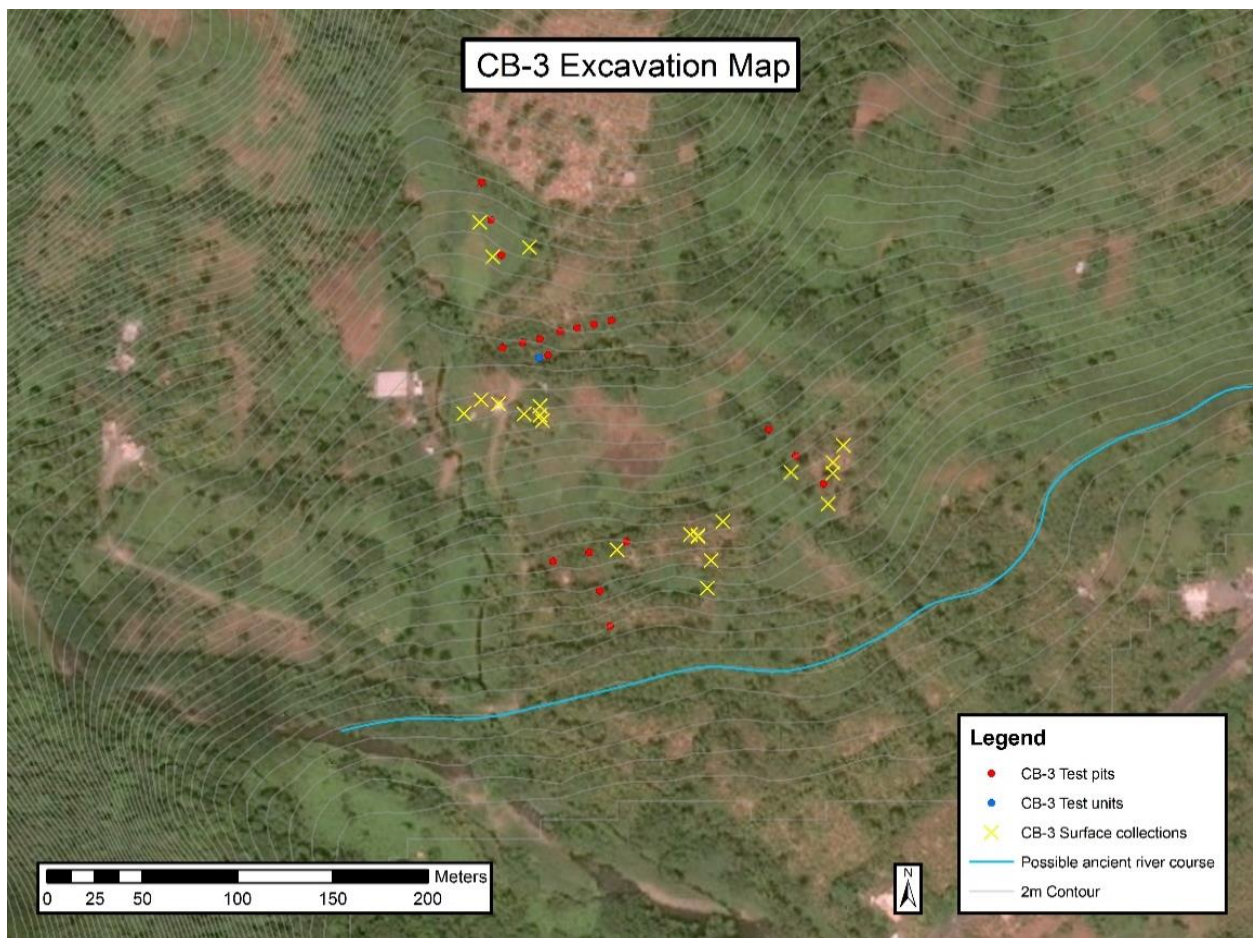 CB-3 Excavation Map
Legend
CB-3 Test pits
CB-3 Test units
CB-3 Surface collections
Possible ancient river course
2m Contour
Meters
0 25 50 100 150 200
N